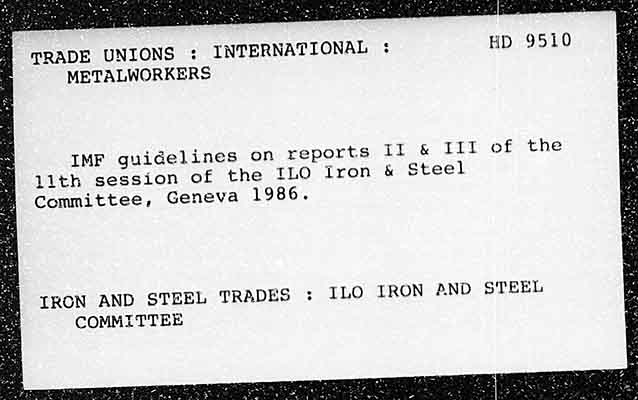 TRADE UNIONS : INTERNATIONAL : HD 9510
METALWORKERS
IMF guidelines on reports II & III of the
11th session of the ILO Iron & Steel
Committee, Geneva 1986.
IRON AND STEEL TRADES : ILO IRON AND STEEL
COMMITTEE